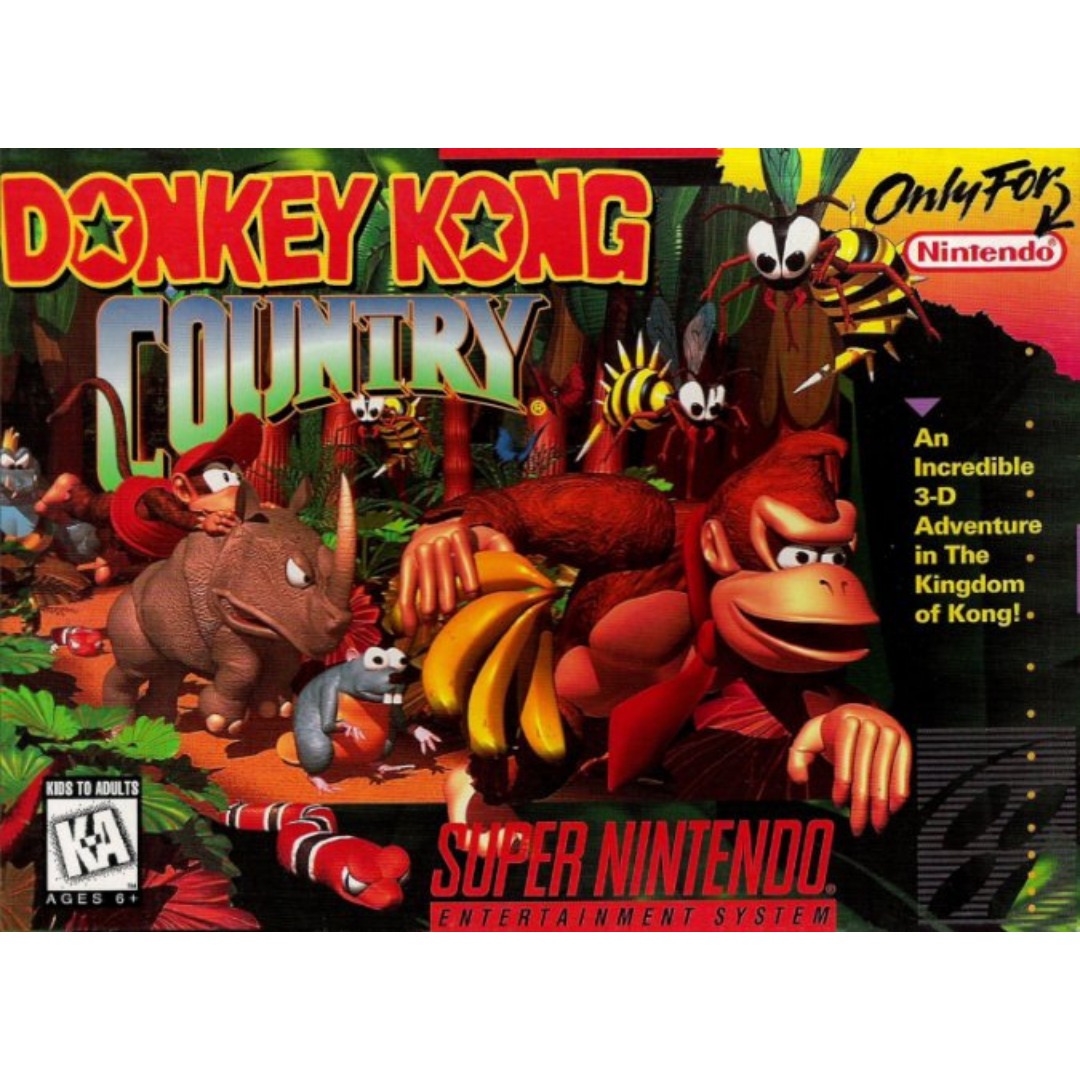 DONKEY KONG
COUNTRY®
Only For
Nintendo®
An
Incredible
3-D
Adventure
in The
Kingdom
of Kong!
KIDS TO ADULTS
K-A
™
AGES 6+
SUPER NINTENDO®
ENTERTAINMENT SYSTEM